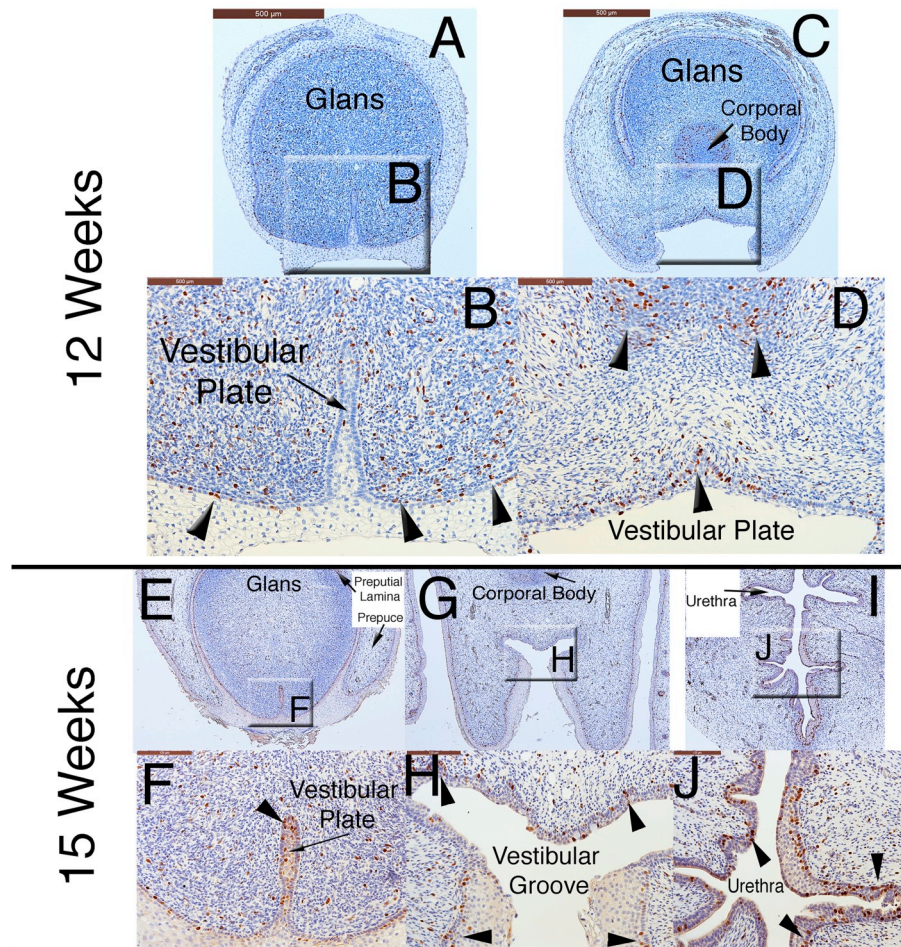 12 Weeks
500 µm
A
Glans
B
500 µm
C
Glans
Corporal
Body
D
500 µm
B
Vestibular
Plate
500 µm
D
Vestibular Plate
15 Weeks
E
Glans
Preputial
Lamina
Prepuce
F
G
Corporal Body
H
I
Urethra
J
F
Vestibular
Plate
H
Vestibular
Groove
J
Urethra